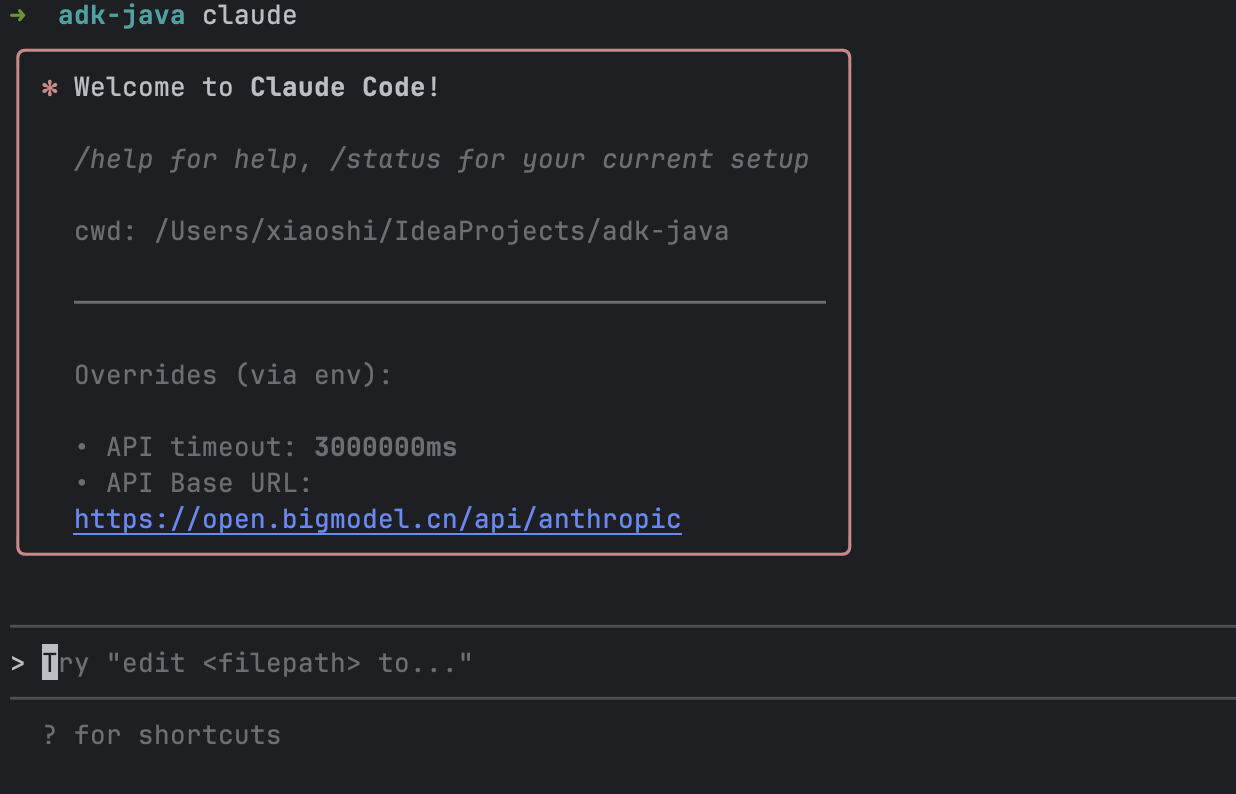 ➜ adk-java claude
✻ Welcome to Claude Code!
/help for help, /status for your current setup
cwd: /Users/xiaoshi/IdeaProjects/adk-java
Overrides (via env):
• API timeout: 3000000ms
• API Base URL:
https://open.bigmodel.cn/api/anthropic
> Try "edit <filepath> to..."
? for shortcuts